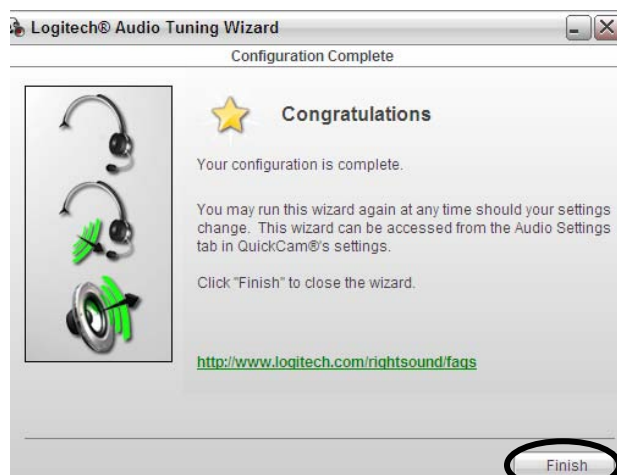 Logitech® Audio Tuning Wizard
Configuration Complete
Congratulations
Your configuration is complete.
You may run this wizard again at any time should your settings
change. This wizard can be accessed from the Audio Settings
tab in QuickCam®'s settings.
Click "Finish" to close the wizard.
http://www.logitech.com/rightsound/faqs
Finish